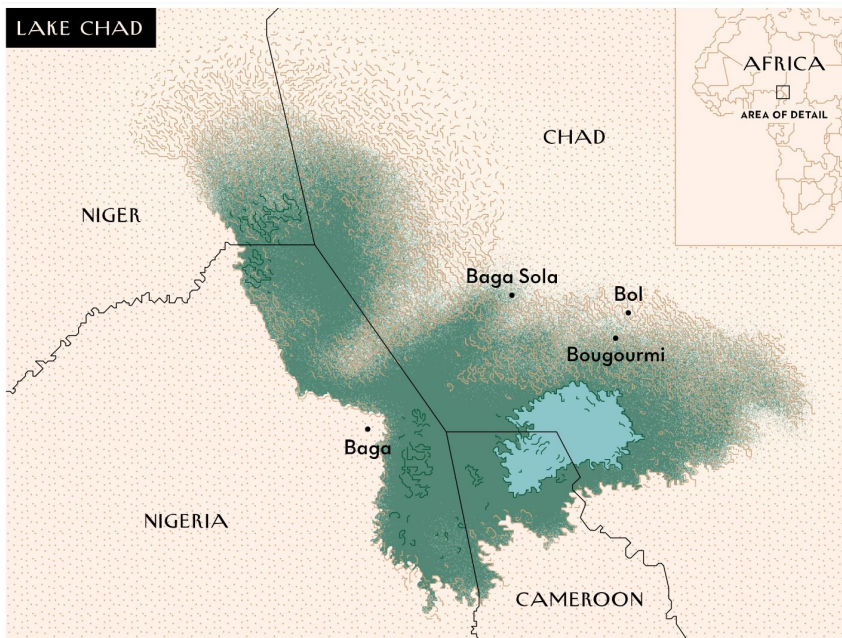 LAKE CHAD
AFRICA
AREA OF DETAIL
CHAD
NIGER
Baga Sola
Bol
Bougourmi
Baga
NIGERIA
CAMEROON